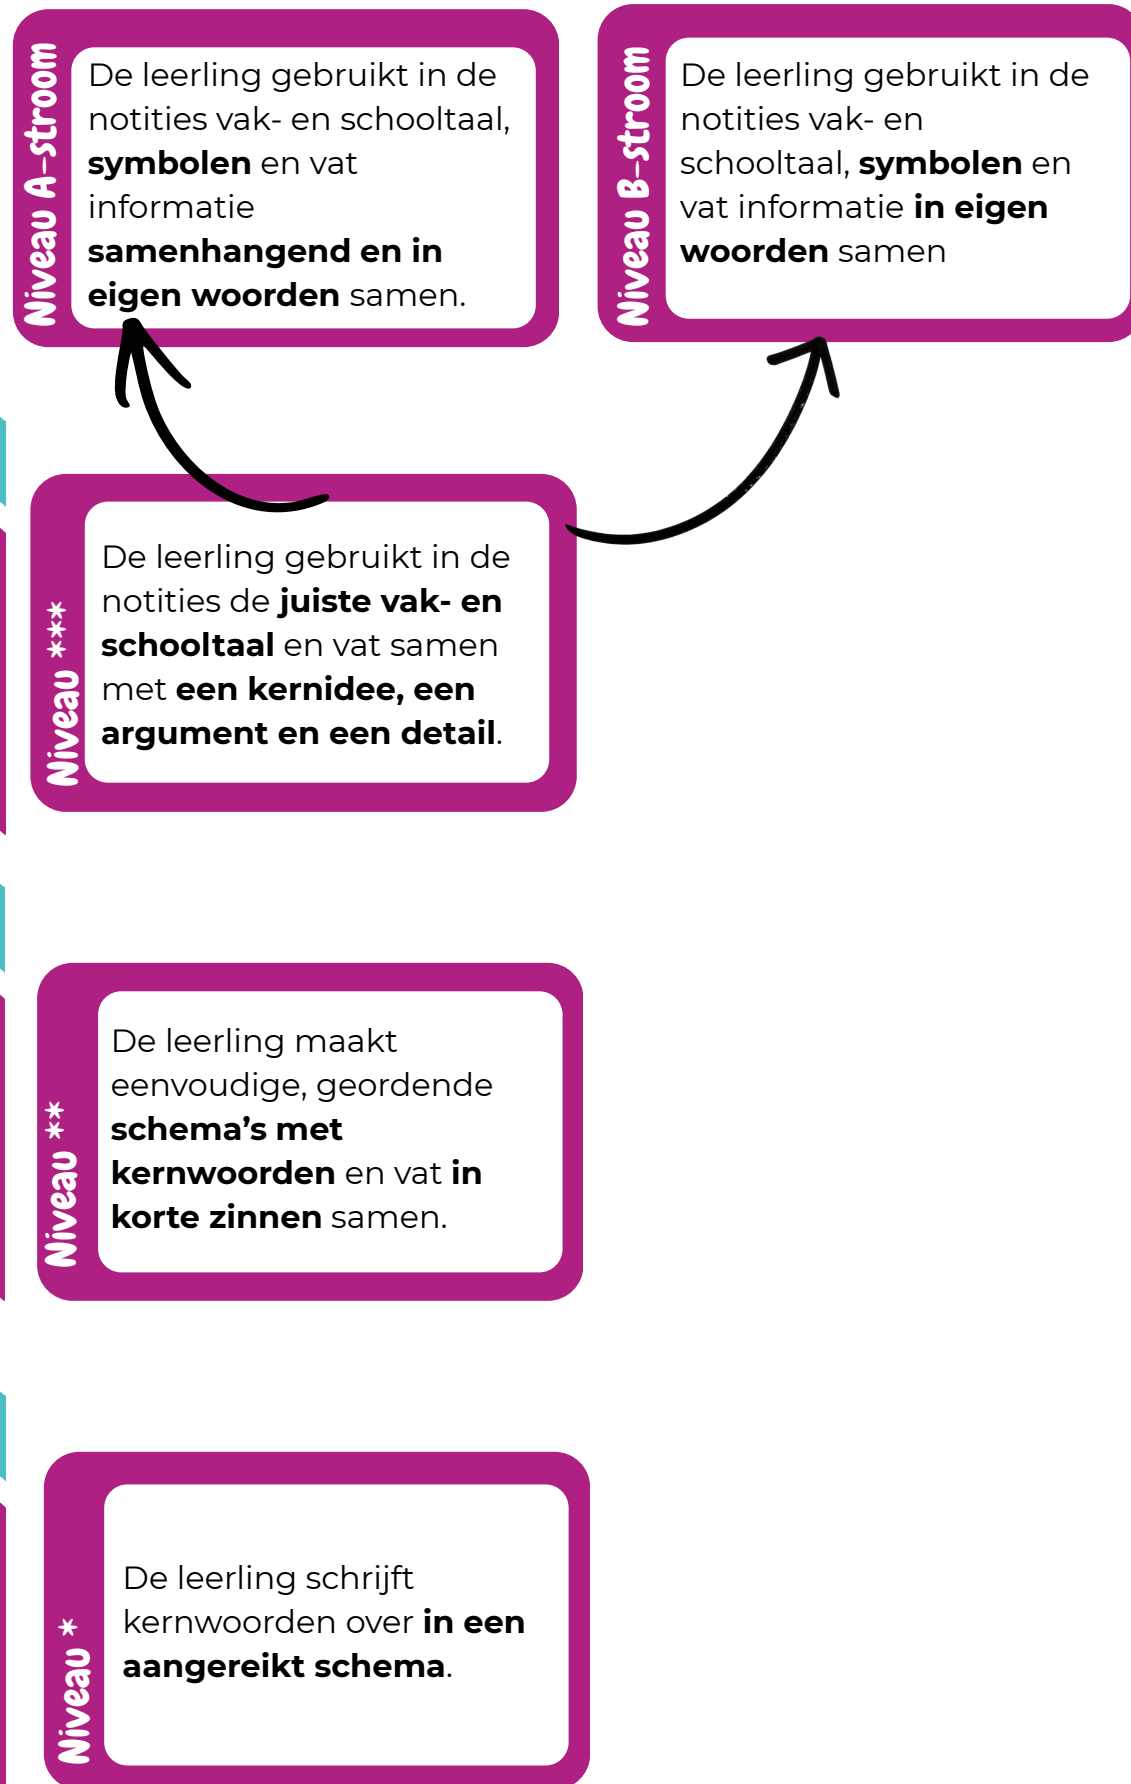 Niveau A-stroom
De leerling gebruikt in de
notities vak- en schooltaal,
symbolen en vat
informatie
samenhangend en in
eigen woorden samen.
Niveau B-stroom
De leerling gebruikt in de
notities vak- en
schooltaal, symbolen en
vat informatie in eigen
woorden samen
Niveau ***
De leerling gebruikt in de
notities de juiste vak- en
schooltaal en vat samen
met een kernidee, een
argument en een detail.
Niveau **
De leerling maakt
eenvoudige, geordende
schema’s met
kernwoorden en vat in
korte zinnen samen.
Niveau *
De leerling schrijft
kernwoorden over in een
aangereikt schema.